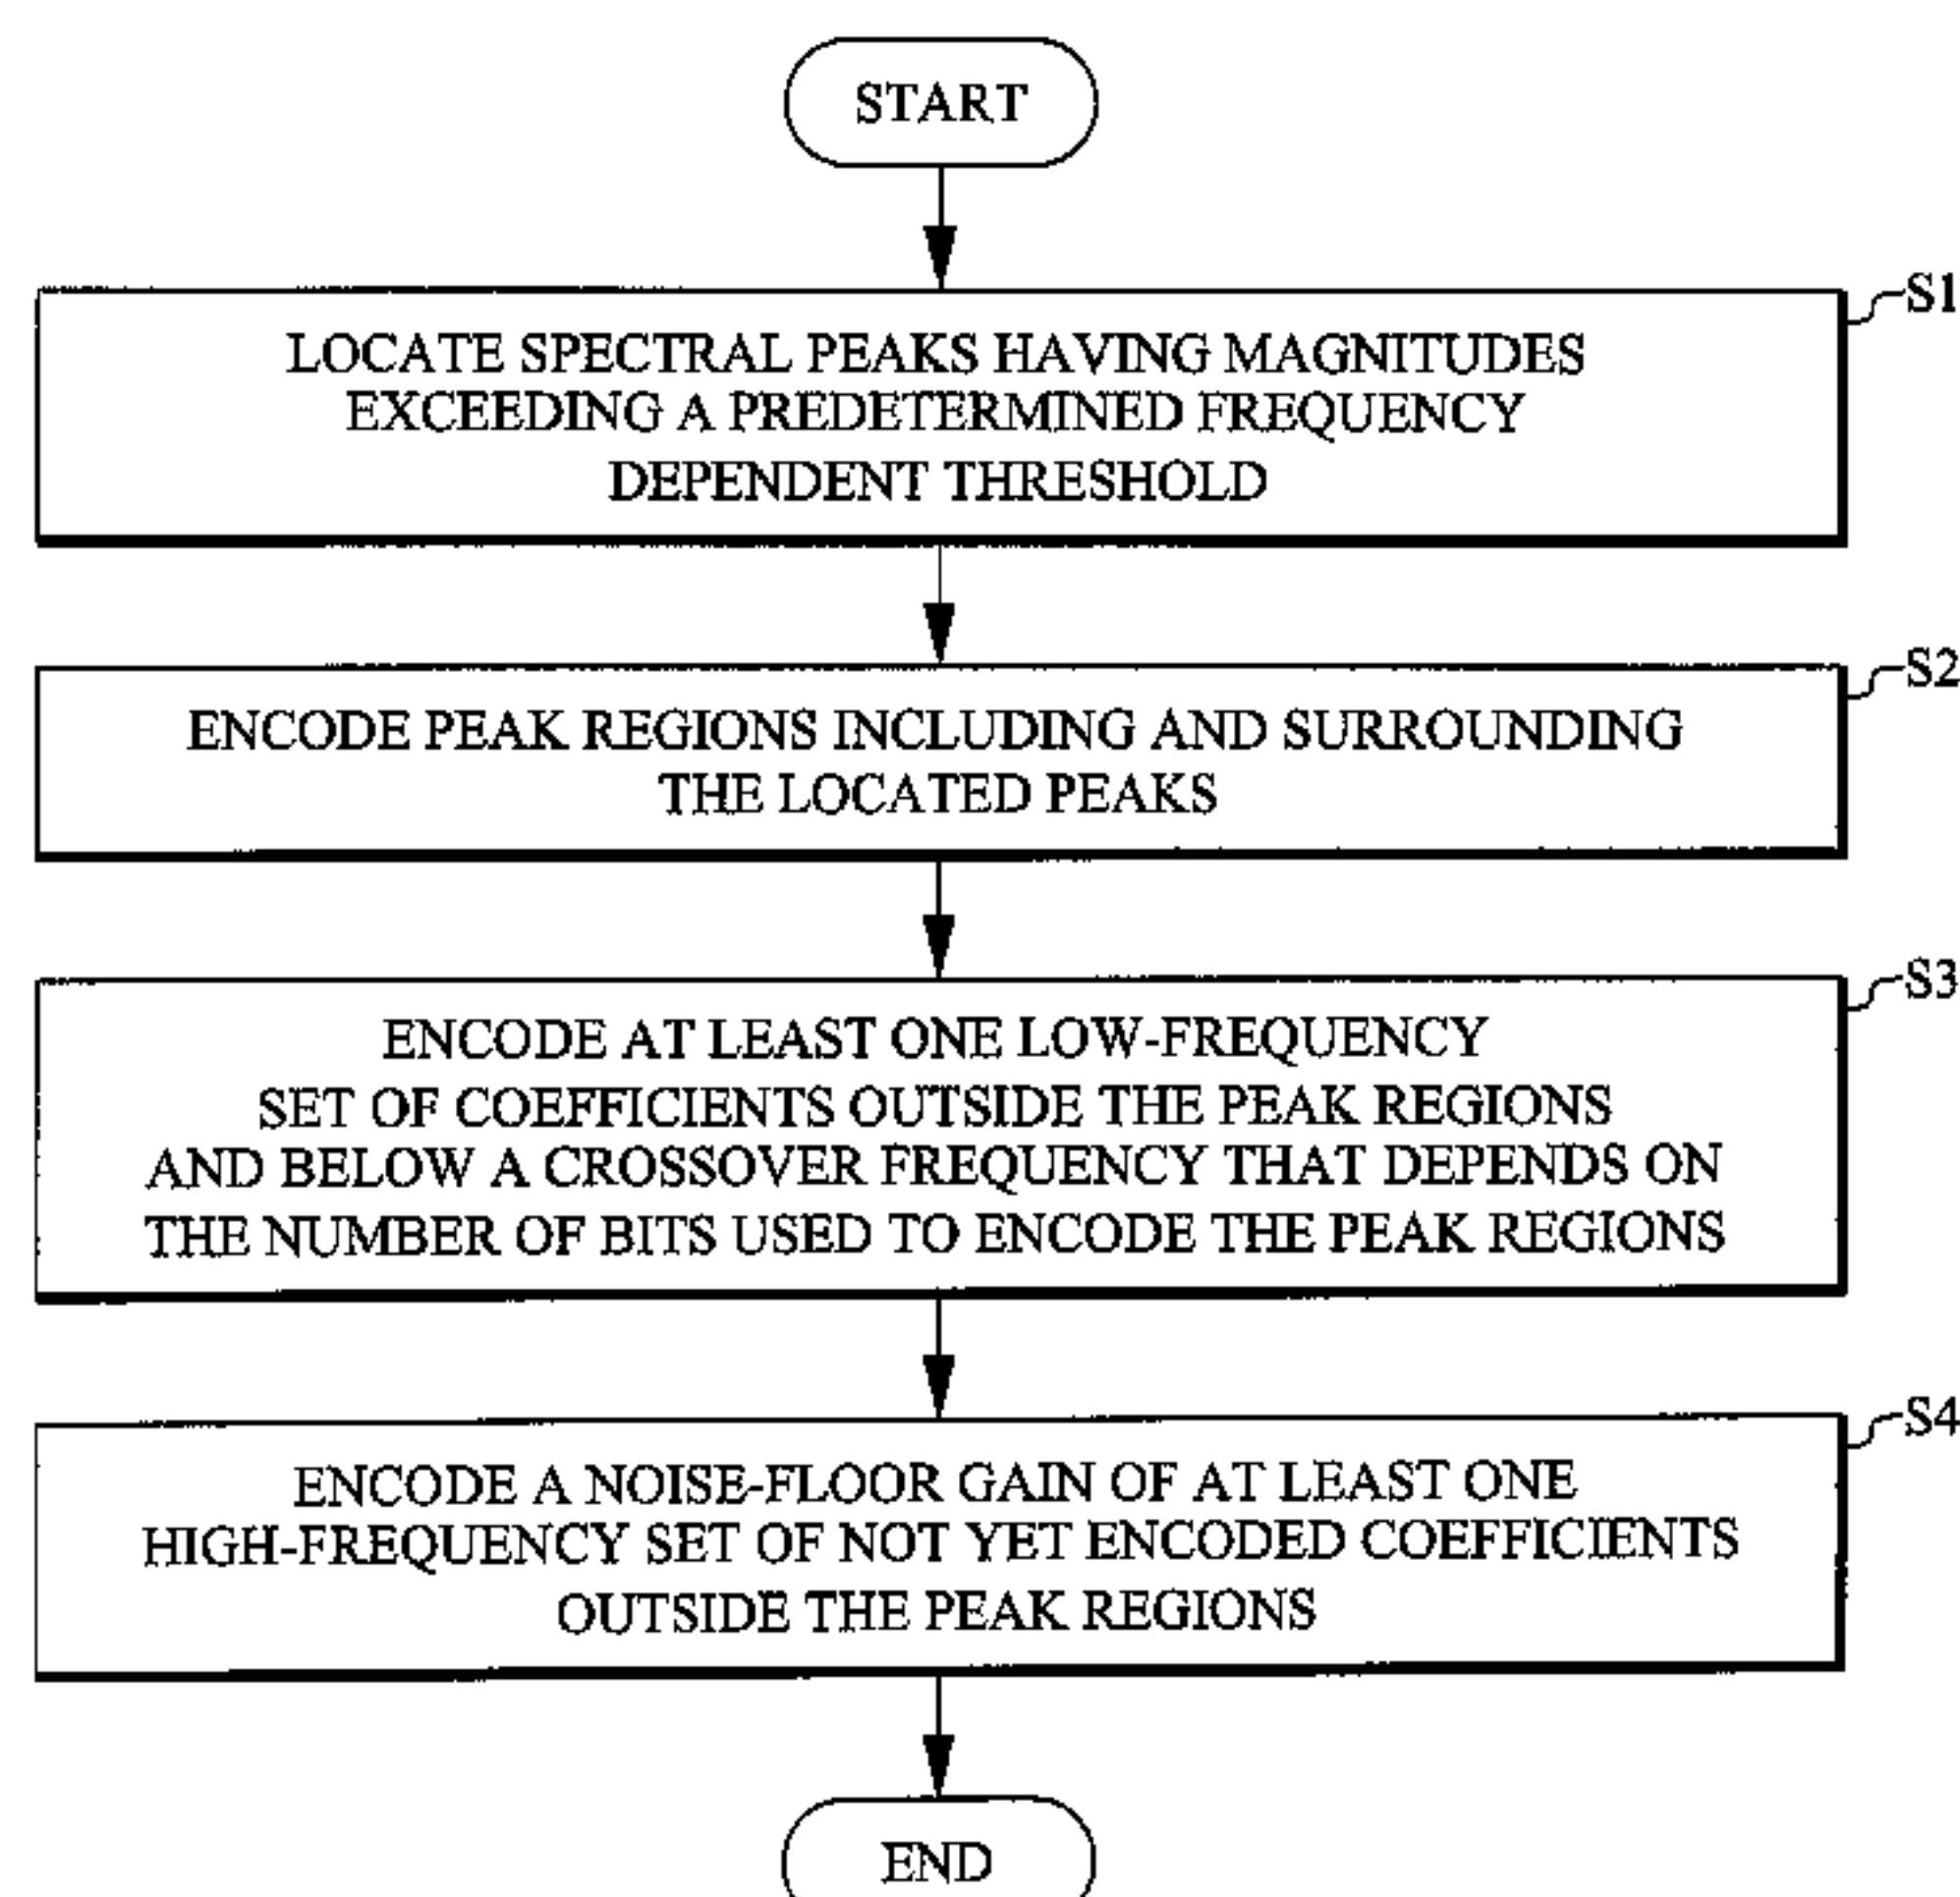 START
S1
LOCATE SPECTRAL PEAKS HAVING MAGNITUDES
EXCEEDING A PREDETERMINED FREQUENCY
DEPENDENT THRESHOLD
S2
ENCODE PEAK REGIONS INCLUDING AND SURROUNDING
THE LOCATED PEAKS
S3
ENCODE AT LEAST ONE LOW-FREQUENCY
SET OF COEFFICIENTS OUTSIDE THE PEAK REGIONS
AND BELOW A CROSSOVER FREQUENCY THAT DEPENDS ON
THE NUMBER OF BITS USED TO ENCODE THE PEAK REGIONS
S4
ENCODE A NOISE-FLOOR GAIN OF AT LEAST ONE
HIGH-FREQUENCY SET OF NOT YET ENCODED COEFFICIENTS
OUTSIDE THE PEAK REGIONS
END